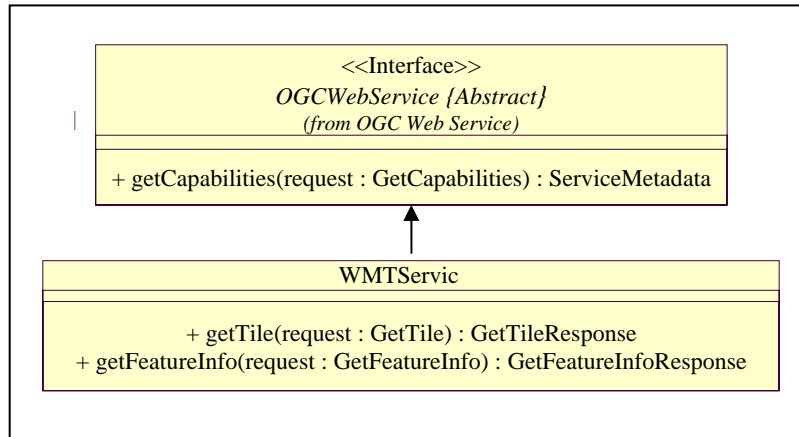 <<Interface>>
OGCWebService {Abstract}
(from OGC Web Service)
+ getCapabilities(request : GetCapabilities) : ServiceMetadata
WMTServic
+ getTile(request : GetTile) : GetTileResponse
+ getFeatureInfo(request : GetFeatureInfo) : GetFeatureInfoResponse